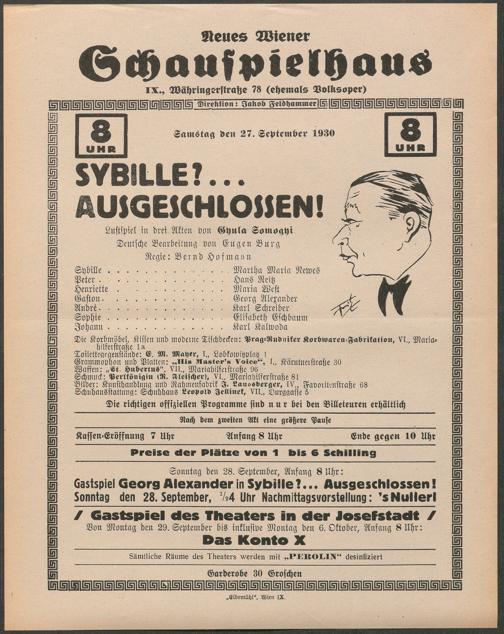 Neues Wiener
Schauspielhaus
IX., Währingerstraße 78 (ehemals Volksoper)
Direktion: Jakob Feldhammer
8
UHR
8
UHR
Samstag den 27. September 1930
SYBILLE?...
AUSGESCHLOSSEN!
Lustspiel in drei Akten von Ghula Somogyi
Deutsche Bearbeitung von Eugen Burg
Regie: Bernd Hofmann
Sybille . . . . . . . . . . . . Martha Maria Newes
Peter . . . . . . . . . . . . Hans Reitz
Henriette . . . . . . . . . . . . Maria West
Gaston . . . . . . . . . . . . Georg Alexander
André . . . . . . . . . . . . Karl Schreiber
Sophie . . . . . . . . . . . . Elisabeth Eschbaum
Johann . . . . . . . . . . . . Karl Kalwoda
Die Korbmöbel, Kissen und moderne Tischdecken: Prag-Rudniker Korbwaren-Fabrikation, VI., Maria-
hilferstraße 1a
Toilettegegenstände: E. M. Mayer, I., Lobkowitzplatz 1
Grammophon und Platten: „His Master's Voice", I., Kärntnerstraße 30
Waffen: „St. Hubertus", VII., Mariahilferstraße 96
Schmuck: Perlkönigin (R. Fleischer), VI., Mariahilferstraße 81
Bilder: Kunsthandlung und Rahmenfabrik J. Lausberger, IV., Favoritenstraße 68
Schuhausstattung: Schuhhaus Leopold Jellinek, VII., Burggasse 5
Die richtigen offiziellen Programme sind nur bei den Billeteuren erhältlich
Nach dem zweiten Akt eine größere Pause
Kassen-Eröffnung 7 Uhr Anfang 8 Uhr Ende gegen 10 Uhr
Preise der Plätze von 1 bis 6 Schilling
Sonntag den 28. September, Anfang 8 Uhr:
Gastspiel Georg Alexander in Sybille?... Ausgeschlossen!
Sonntag den 28. September, ½4 Uhr Nachmittagsvorstellung: 's Nullerl
/ Gastspiel des Theaters in der Josefstadt /
Von Montag den 29. September bis inklusive Montag den 6. Oktober, Anfang 8 Uhr:
Das Konto X
Sämtliche Räume des Theaters werden mit „PEROLIN" desinfiziert
Garderobe 30 Groschen
„Elbemühl", Wien IX.